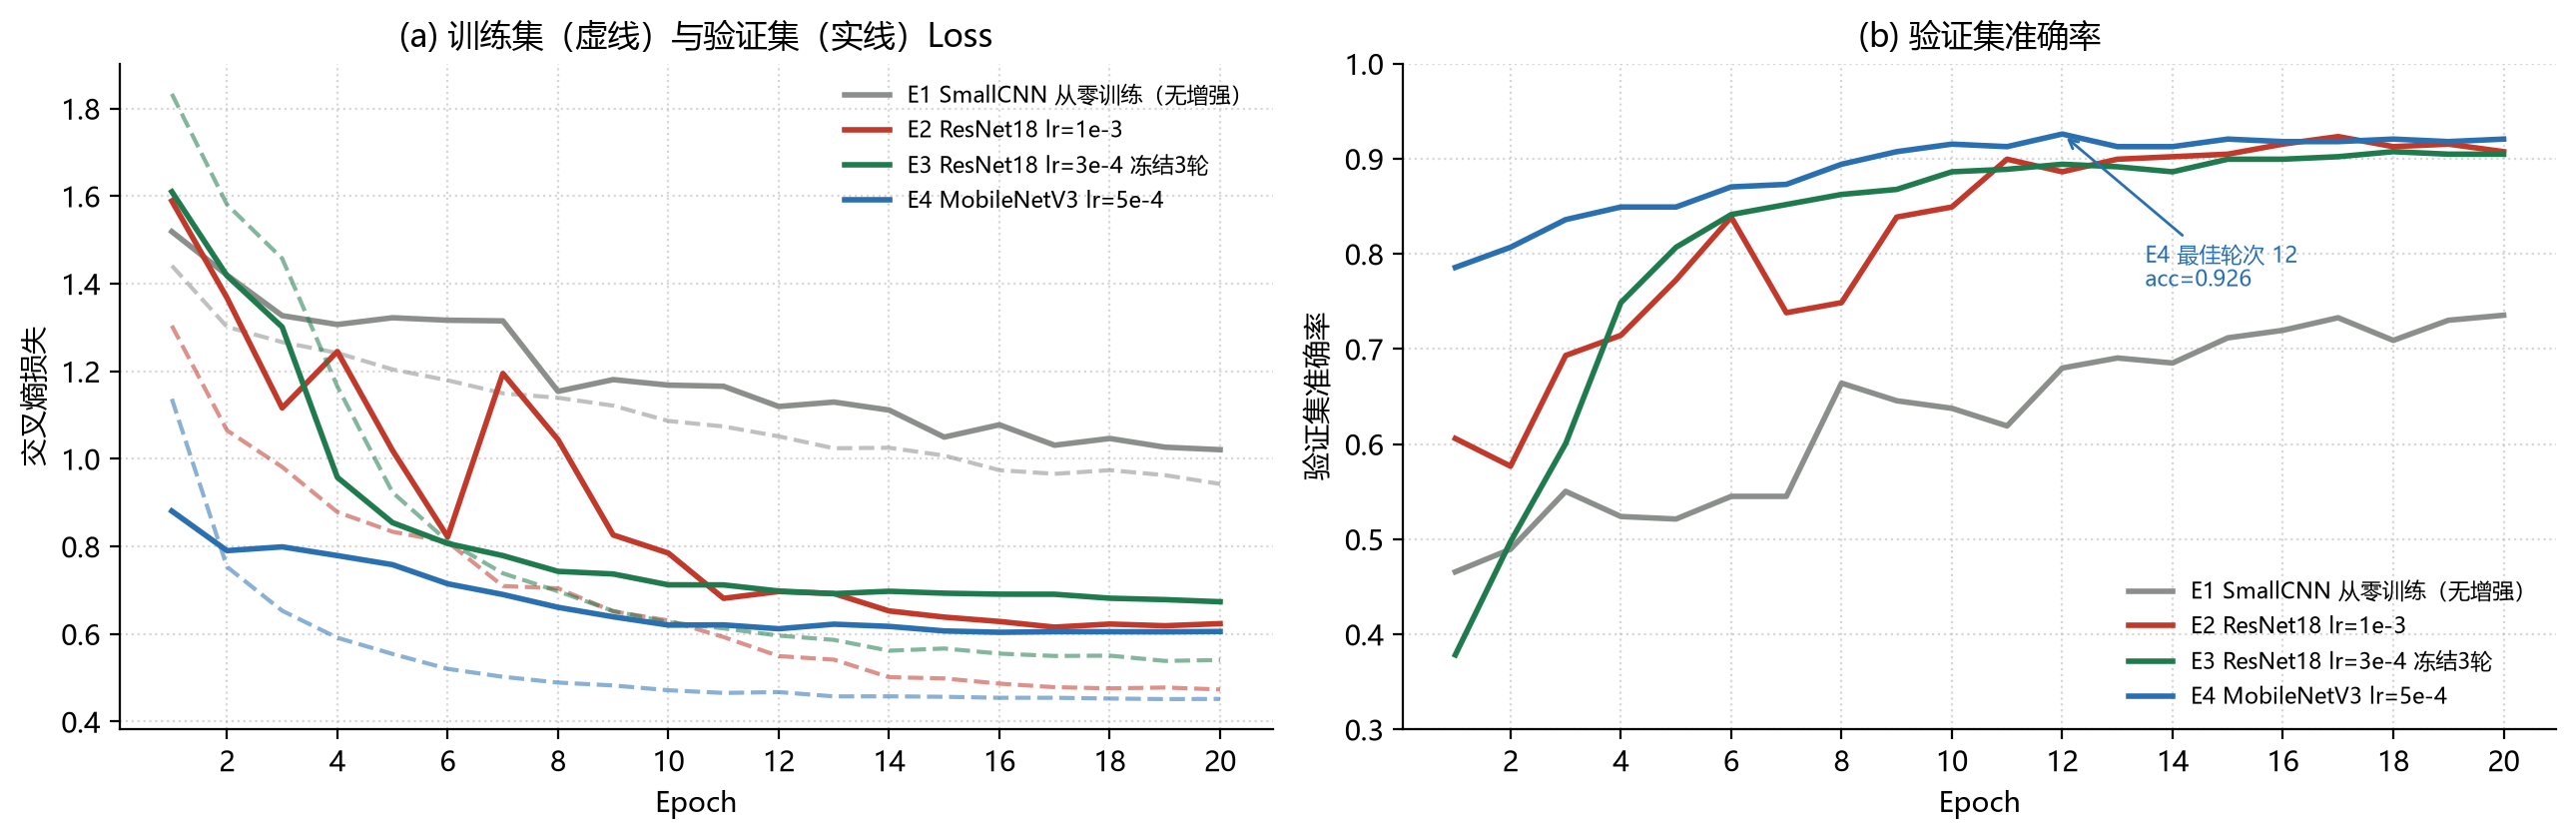 (a) 训练集（虚线）与验证集（实线）Loss
1.8
1.6
1.4
1.2
1.0
0.8
0.6
0.4
交叉熵损失
E1 SmallCNN 从零训练（无增强）
E2 ResNet18 lr=1e-3
E3 ResNet18 lr=3e-4 冻结3轮
E4 MobileNetV3 lr=5e-4
2 4 6 8 10 12 14 16 18 20
Epoch
(b) 验证集准确率
1.0
0.9
0.8
0.7
0.6
0.5
0.4
0.3
验证集准确率
E4 最佳轮次 12
acc=0.926
E1 SmallCNN 从零训练（无增强）
E2 ResNet18 lr=1e-3
E3 ResNet18 lr=3e-4 冻结3轮
E4 MobileNetV3 lr=5e-4
2 4 6 8 10 12 14 16 18 20
Epoch